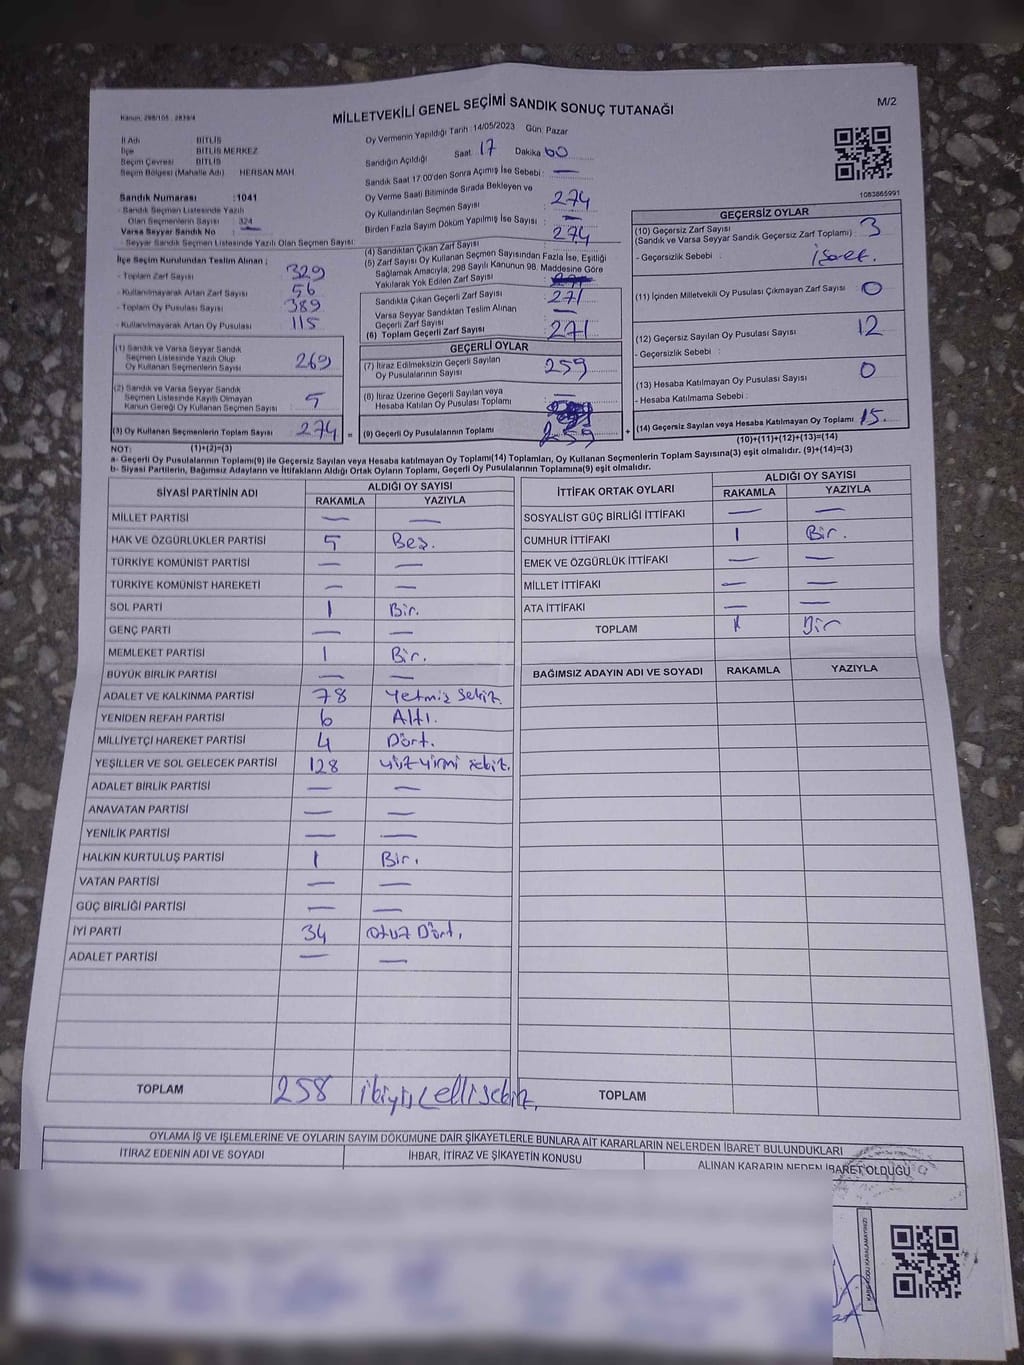 MİLLETVEKİLİ GENEL SEÇİMİ SANDIK SONUÇ TUTANAĞI
M/2
Kanun, 298/105 , 2839/4
İl Adı BİTLİS
İlçe BİTLİS MERKEZ
Seçim Çevresi BİTLİS
Seçim Bölgesi (Mahalle Adı) HERSAN MAH
Sandık Numarası :1041
- Sandık Seçmen Listesinde Yazılı
Olan Seçmenlerin Sayısı : 324
Varsa Seyyar Sandık No : —
- Seyyar Sandık Seçmen Listesinde Yazılı Olan Seçmen Sayısı:
İlçe Seçim Kurulundan Teslim Alınan ;
- Toplam Zarf Sayısı 329
- Kullanılmayarak Artan Zarf Sayısı 56
- Toplam Oy Pusulası Sayısı 389
- Kullanılmayarak Artan Oy Pusulası 115
(1) Sandık ve Varsa Seyyar Sandık
Seçmen Listesinde Yazılı Olup
Oy Kullanan Seçmenlerin Sayısı 269
(2) Sandık ve Varsa Seyyar Sandık
Seçmen Listesinde Kayıtlı Olmayan
Kanun Gereği Oy Kullanan Seçmen Sayısı 5
(3) Oy Kullanan Seçmenlerin Toplam Sayısı 274 =
(1)+(2)=(3)
Oy Vermenin Yapıldığı Tarih :14/05/2023 Gün: Pazar
Sandığın Açıldığı Saat 17 Dakika 00
Sandık Saat 17:00'den Sonra Açımış İse Sebebi : —
Oy Verme Saati Bitiminde Sırada Bekleyen ve
Oy Kullandırılan Seçmen Sayısı : 274
Birden Fazla Sayım Döküm Yapılmış İse Sayısı : —
(4) Sandıktan Çıkan Zarf Sayısı : 274
(5) Zarf Sayısı Oy Kullanan Seçmen Sayısından Fazla İse, Eşitliği
Sağlamak Amacıyla, 298 Sayılı Kanunun 98. Maddesine Göre
Yakılarak Yok Edilen Zarf Sayısı
Sandıkta Çıkan Geçerli Zarf Sayısı : 271
Varsa Seyyar Sandıktan Teslim Alınan
Geçerli Zarf Sayısı : —
(6) Toplam Geçerli Zarf Sayısı : 271
GEÇERLİ OYLAR
(7) İtiraz Edilmeksizin Geçerli Sayılan
Oy Pusulalarının Sayısı 259
(8) İtiraz Üzerine Geçerli Sayılan veya
Hesaba Katılan Oy Pusulası Toplamı —
(9) Geçerli Oy Pusulalarının Toplamı 259 +
1083865991
GEÇERSİZ OYLAR
(10) Geçersiz Zarf Sayısı
(Sandık ve Varsa Seyyar Sandık Geçersiz Zarf Toplamı) : 3
- Geçersizlik Sebebi : işaret.
(11) İçinden Milletvekili Oy Pusulası Çıkmayan Zarf Sayısı 0
(12) Geçersiz Sayılan Oy Pusulası Sayısı 12
- Geçersizlik Sebebi :
(13) Hesaba Katılmayan Oy Pusulası Sayısı 0
- Hesaba Katılmama Sebebi :
(14) Geçersiz Sayılan veya Hesaba Katılmayan Oy Toplamı 15.
(10)+(11)+(12)+(13)=(14)
NOT:
a- Geçerli Oy Pusulasının Toplamı(9) ile Geçersiz Sayılan veya Hesaba Katılmayan Oy Toplamı(14) Toplamları, Oy Kullanan Seçmenlerin Toplam Sayısına(3) eşit olmalıdır. (9)+(14)=(3)
b- Siyasi Partilerin, Bağımsız Adayların ve İttifakların Aldığı Ortak Oyların Toplamı, Geçerli Oy Pusulalarının Toplamına(9) eşit olmalıdır.
SİYASİ PARTİNİN ADI ALDIĞI OY SAYISI
RAKAMLA YAZIYLA
MİLLET PARTİSİ — —
HAK VE ÖZGÜRLÜKLER PARTİSİ 5 Beş.
TÜRKİYE KOMÜNİST PARTİSİ — —
TÜRKİYE KOMÜNİST HAREKETİ — —
SOL PARTİ 1 Bir.
GENÇ PARTİ — —
MEMLEKET PARTİSİ 1 Bir.
BÜYÜK BİRLİK PARTİSİ — —
ADALET VE KALKINMA PARTİSİ 78 Yetmiş Sekiz.
YENİDEN REFAH PARTİSİ 6 Altı.
MİLLİYETÇİ HAREKET PARTİSİ 4 Dört.
YEŞİLLER VE SOL GELECEK PARTİSİ 128 yüz yirmi sekiz.
ADALET BİRLİK PARTİSİ — —
ANAVATAN PARTİSİ — —
YENİLİK PARTİSİ — —
HALKIN KURTULUŞ PARTİSİ 1 Bir.
VATAN PARTİSİ — —
GÜÇ BİRLİĞİ PARTİSİ — —
İYİ PARTİ 34 otuz Dört.
ADALET PARTİSİ — —
TOPLAM 258 ikiyüz elli sekiz.
İTTİFAK ORTAK OYLARI ALDIĞI OY SAYISI
RAKAMLA YAZIYLA
SOSYALİST GÜÇ BİRLİĞİ İTTİFAKI — —
CUMHUR İTTİFAKI 1 Bir.
EMEK VE ÖZGÜRLÜK İTTİFAKI — —
MİLLET İTTİFAKI — —
ATA İTTİFAKI — —
TOPLAM 1 Bir
BAĞIMSIZ ADAYIN ADI VE SOYADI RAKAMLA YAZIYLA
TOPLAM
OYLAMA İŞ VE İŞLEMLERİNE VE OYLARIN SAYIM DÖKÜMÜNE DAİR ŞİKAYETLERLE BUNLARA AİT KARARLARIN NELERDEN İBARET BULUNDUKLARI
İTİRAZ EDENİN ADI VE SOYADI İHBAR, İTİRAZ VE ŞİKAYETİN KONUSU ALINAN KARARIN NEDEN İBARET OLDUĞU